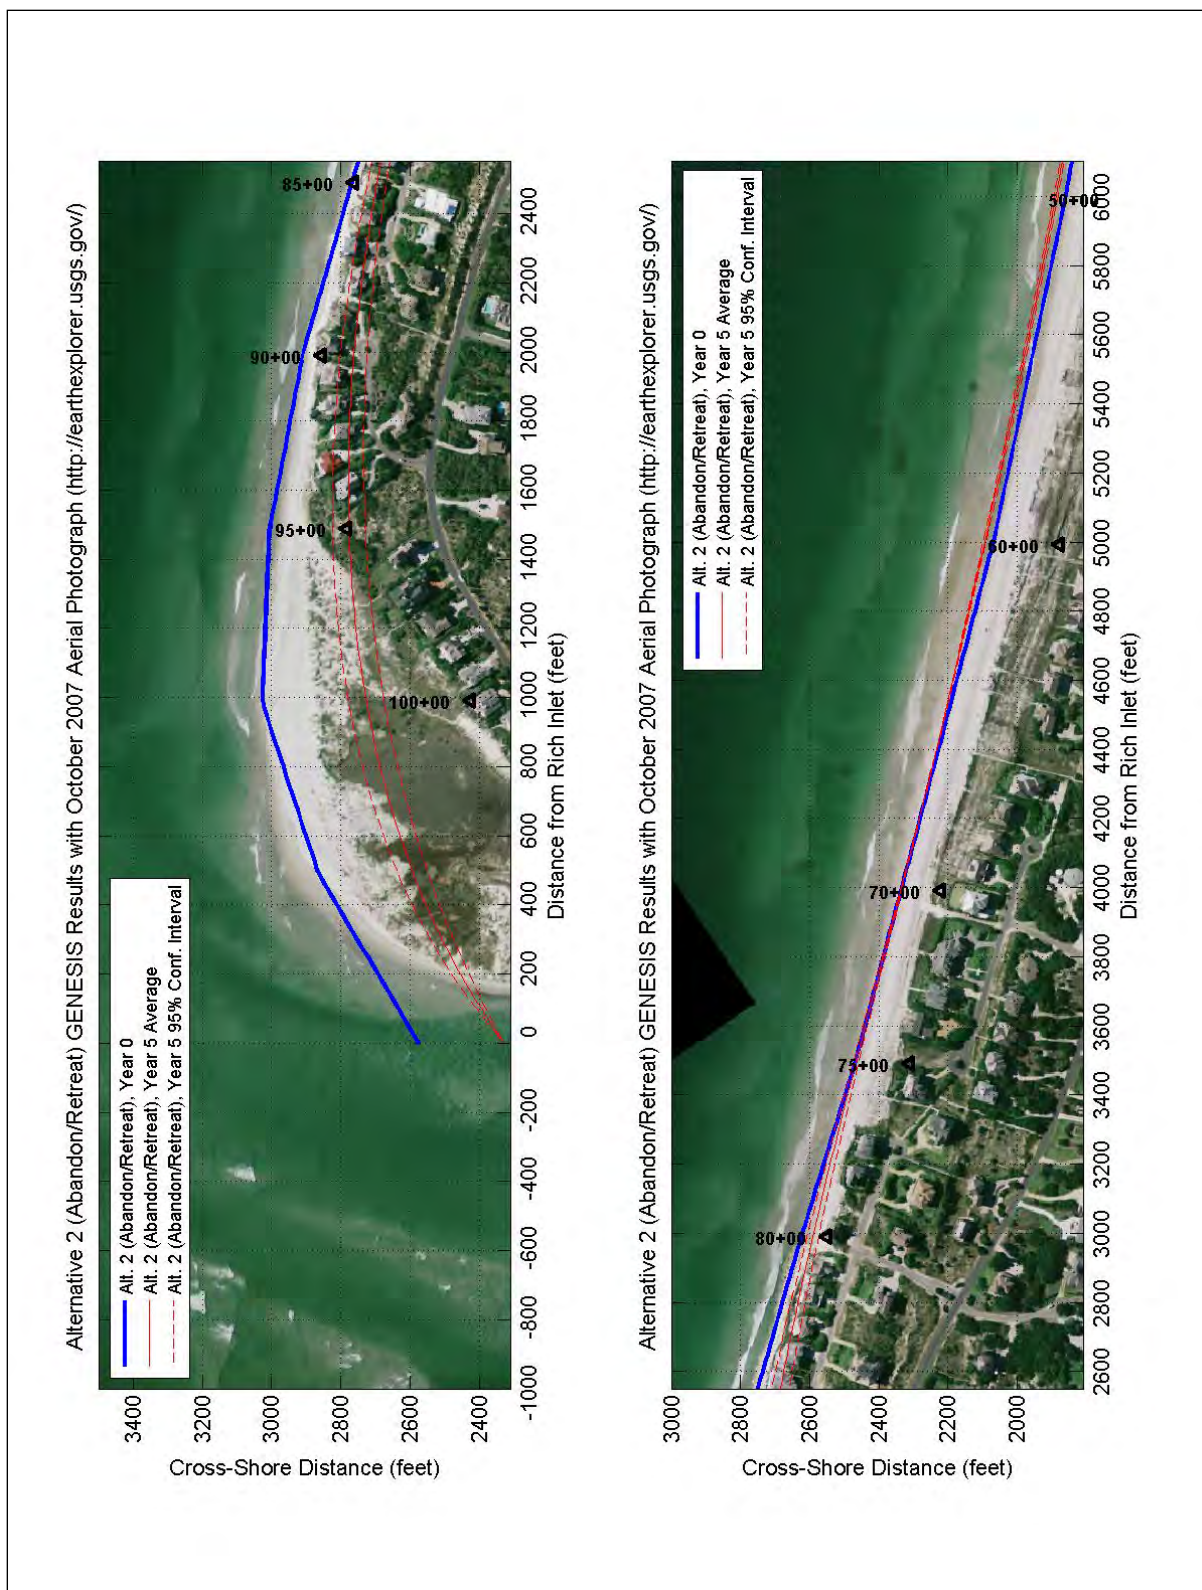 Alternative 2 (Abandon/Retreat) GENESIS Results with October 2007 Aerial Photograph (http://earthexplorer.usgs.gov/)
Alt. 2 (Abandon/Retreat), Year 0
Alt. 2 (Abandon/Retreat), Year 5 Average
Alt. 2 (Abandon/Retreat), Year 5 95% Conf. Interval
3400
3200
3000
2800
2600
2400
Cross-Shore Distance (feet)
100+00
95+00
90+00
85+00
-1000 -800 -600 -400 -200 0 200 400 600 800 1000 1200 1400 1600 1800 2000 2200 2400
Distance from Rich Inlet (feet)
Alternative 2 (Abandon/Retreat) GENESIS Results with October 2007 Aerial Photograph (http://earthexplorer.usgs.gov/)
Alt. 2 (Abandon/Retreat), Year 0
Alt. 2 (Abandon/Retreat), Year 5 Average
Alt. 2 (Abandon/Retreat), Year 5 95% Conf. Interval
3000
2800
2600
2400
2200
2000
Cross-Shore Distance (feet)
80+00
75+00
70+00
60+00
50+00
2600 2800 3000 3200 3400 3600 3800 4000 4200 4400 4600 4800 5000 5200 5400 5600 5800 6000
Distance from Rich Inlet (feet)